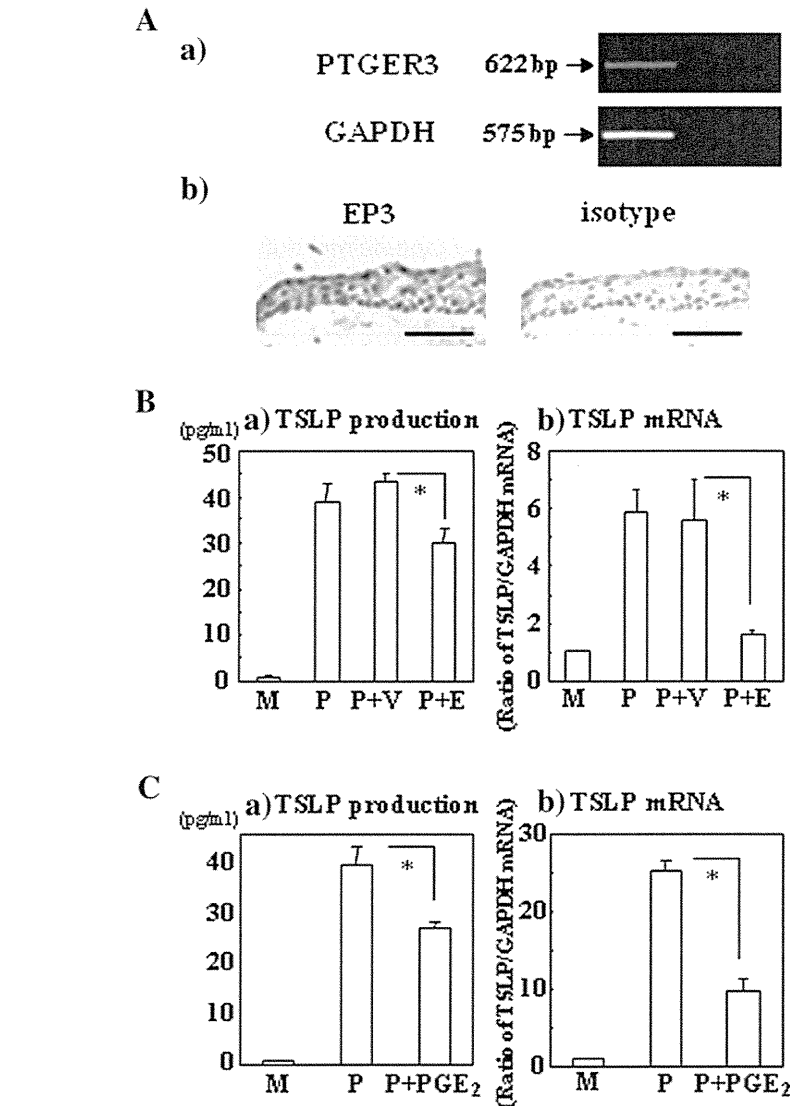 A
a)
PTGER3 622bp
GAPDH 575bp
b)
EP3 isotype
B
(pg/ml) a) TSLP production
50
40
30
20
10
0
*
M P P+V P+E
b) TSLP mRNA
(Ratio of TSLP/GAPDH mRNA)
8
6
4
2
0
*
M P P+V P+E
C
(pg/ml) a) TSLP production
40
30
20
10
0
*
M P P+PGE2
b) TSLP mRNA
(Ratio of TSLP/GAPDH mRNA)
30
20
10
0
*
M P P+PGE2